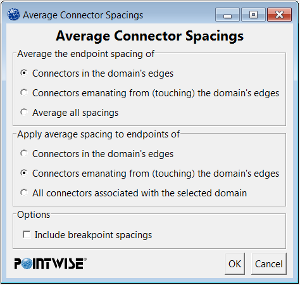 Average Connector Spacings
Average Connector Spacings
Average the endpoint spacing of
Connectors in the domain's edges
Connectors emanating from (touching) the domain's edges
Average all spacings
Apply average spacing to endpoints of
Connectors in the domain's edges
Connectors emanating from (touching) the domain's edges
All connectors associated with the selected domain
Options
Include breakpoint spacings
POINTWISE® OK Cancel